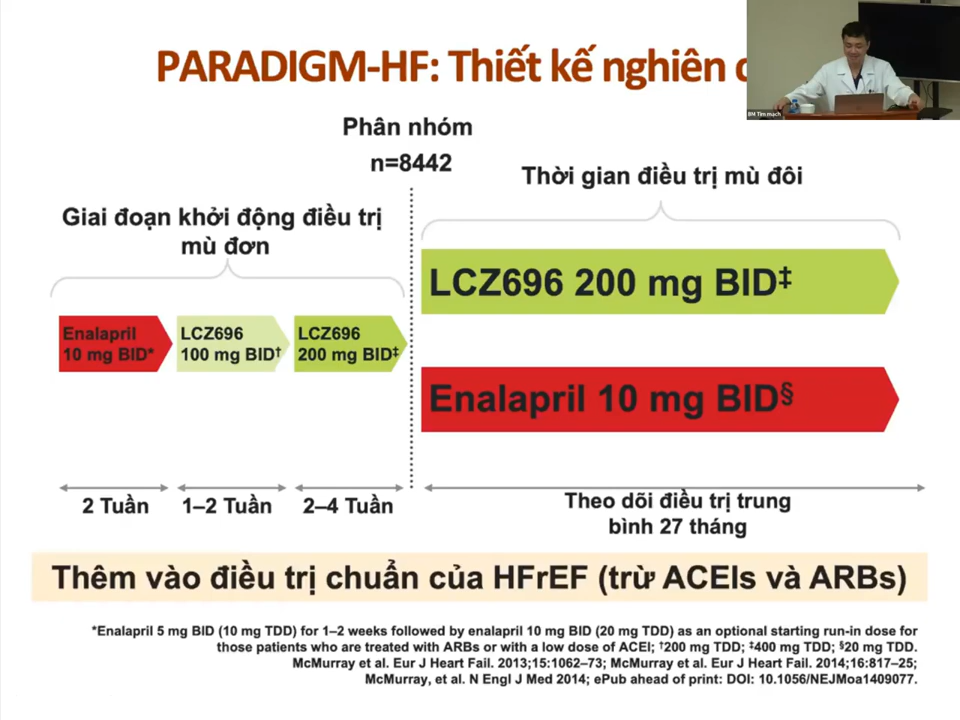 PARADIGM-HF: Thiết kế nghiên
BM Tim mạch
Phân nhóm
n=8442
Thời gian điều trị mù đôi
Giai đoạn khởi động điều trị
mù đơn
LCZ696 200 mg BID‡
Enalapril
10 mg BID*
LCZ696
100 mg BID†
LCZ696
200 mg BID‡
Enalapril 10 mg BID§
2 Tuần
1–2 Tuần
2–4 Tuần
Theo dõi điều trị trung
bình 27 tháng
Thêm vào điều trị chuẩn của HFrEF (trừ ACEIs và ARBs)
*Enalapril 5 mg BID (10 mg TDD) for 1–2 weeks followed by enalapril 10 mg BID (20 mg TDD) as an optional starting run-in dose for
those patients who are treated with ARBs or with a low dose of ACEI; †200 mg TDD; ‡400 mg TDD; §20 mg TDD.
McMurray et al. Eur J Heart Fail. 2013;15:1062–73; McMurray et al. Eur J Heart Fail. 2014;16:817–25;
McMurray, et al. N Engl J Med 2014; ePub ahead of print: DOI: 10.1056/NEJMoa1409077.